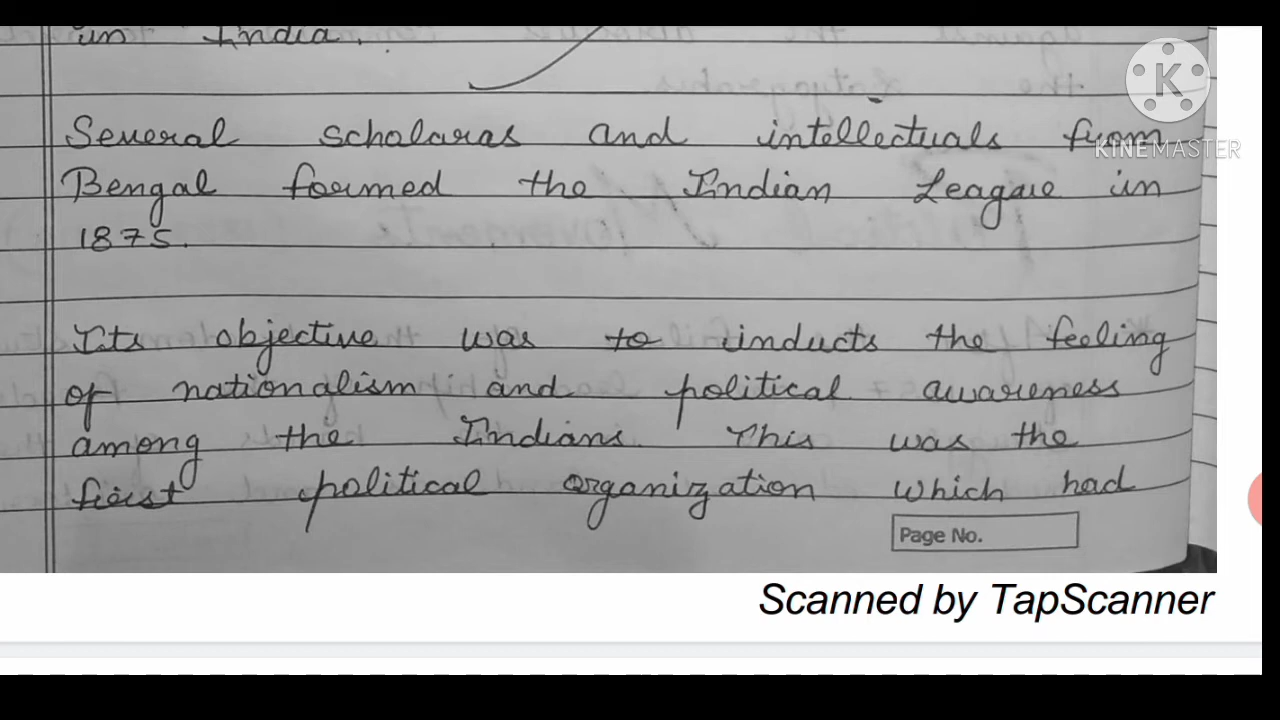 in India.
Several scholaras and intellectuals from
Bengal formed the Indian League in
1875.
Its objective was to iinducts the feeling
of nationalism and political awareness
among the Indians. This was the
first political organization which had
Page No.
Scanned by TapScanner
K
KINEMASTER